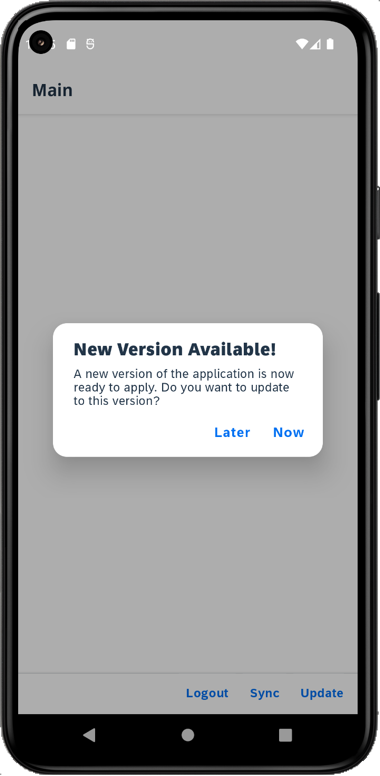 Main
New Version Available!
A new version of the application is now
ready to apply. Do you want to update
to this version?
Later Now
Logout Sync Update